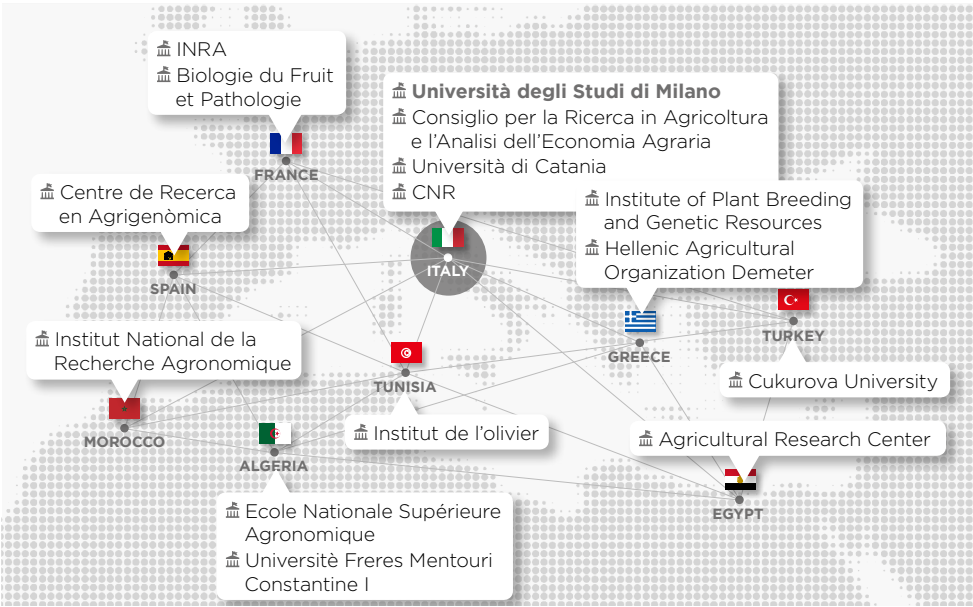 INRA
Biologie du Fruit
et Pathologie
FRANCE
Università degli Studi di Milano
Consiglio per la Ricerca in Agricoltura
e l'Analisi dell'Economia Agraria
Università di Catania
CNR
ITALY
Centre de Recerca
en Agrigenòmica
SPAIN
Institute of Plant Breeding
and Genetic Resources
Hellenic Agricultural
Organization Demeter
GREECE
TURKEY
Cukurova University
Institut National de la
Recherche Agronomique
MOROCCO
TUNISIA
Institut de l'olivier
ALGERIA
Ecole Nationale Supérieure
Agronomique
Universitè Freres Mentouri
Constantine I
Agricultural Research Center
EGYPT